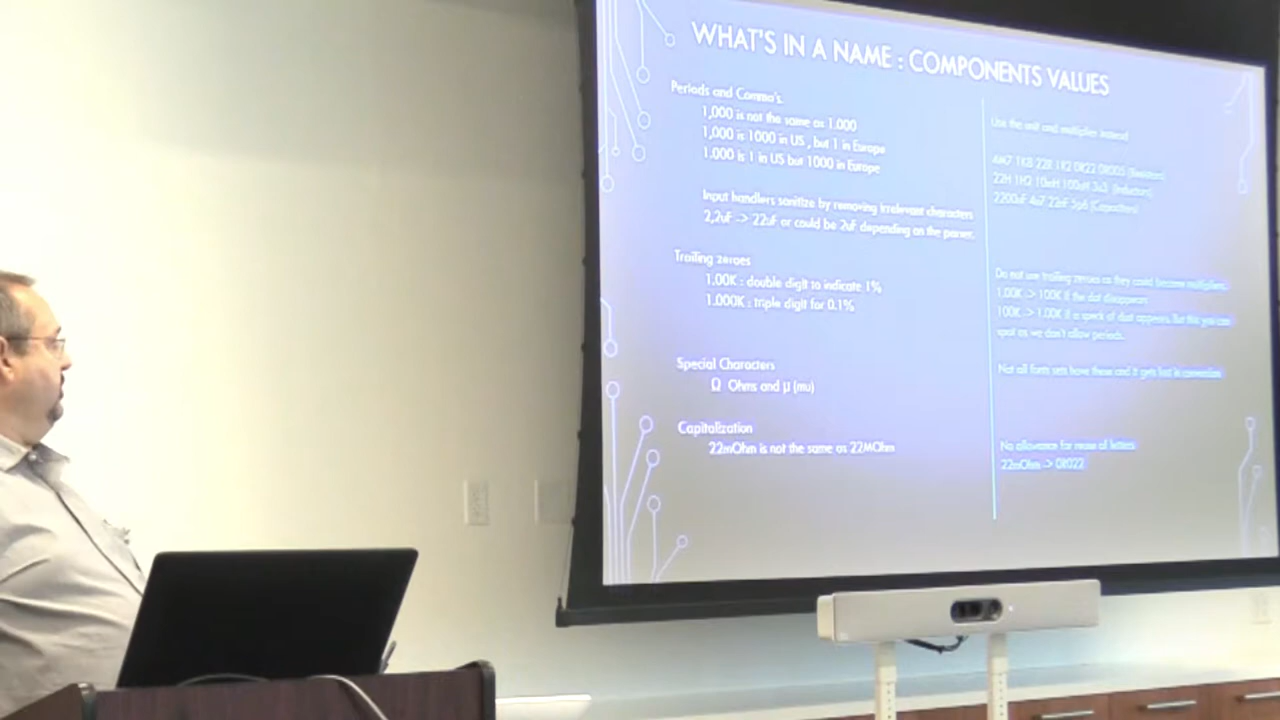 WHAT'S IN A NAME : COMPONENTS VALUES
Periods and Comma's.
1,000 is not the same as 1.000
1,000 is 1000 in US , but 1 in Europe
1.000 is 1 in US but 1000 in Europe
Input handlers sanitize by removing irrelevant characters
2,2uF -> 22uF or could be 2uF depending on the parser.
Trailing zeroes
1.00K : double digit to indicate 1%
1.000K : triple digit for 0.1%
Special Characters
Ω Ohms and µ (mu)
Capitalization
22mOhm is not the same as 22MOhm
Use the unit and multiplier instead
4M7 1K8 22R 1R2 0R22 0R005 (Resistors)
22H 1H2 10mH 100uH 3u3 (Inductors)
2200uF 4u7 22nF 5p6 (Capacitors)
Do not use trailing zeroes as they could become multipliers.
1.00K -> 100K if the dot disappears
100K -> 1.00K if a speck of dust appears. But this you can
spot as we don't allow periods.
Not all font sets have these and it gets lost in conversion
No allowance for letters
22mOhm -> 0R022